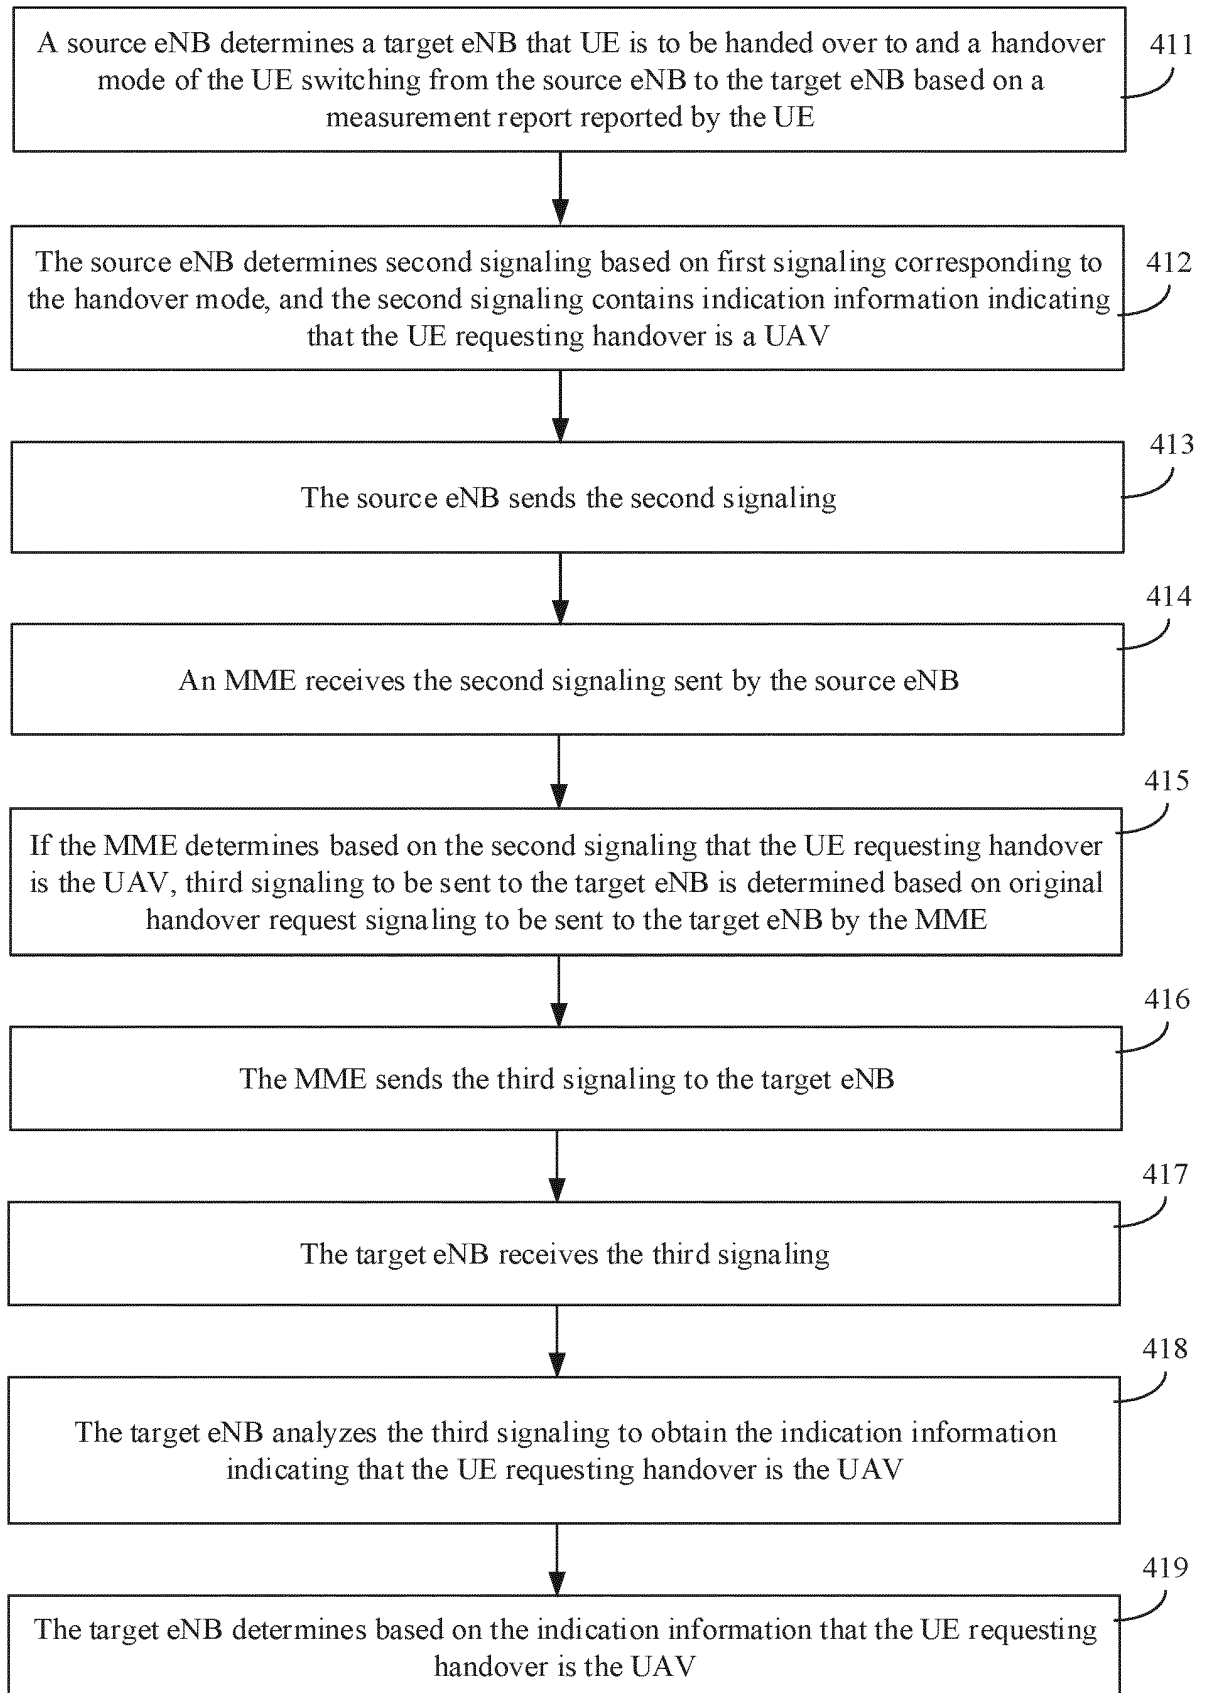 A source eNB determines a target eNB that UE is to be handed over to and a handover
mode of the UE switching from the source eNB to the target eNB based on a
measurement report reported by the UE
411
The source eNB determines second signaling based on first signaling corresponding to
the handover mode, and the second signaling contains indication information indicating
that the UE requesting handover is a UAV
412
The source eNB sends the second signaling
413
An MME receives the second signaling sent by the source eNB
414
If the MME determines based on the second signaling that the UE requesting handover
is the UAV, third signaling to be sent to the target eNB is determined based on original
handover request signaling to be sent to the target eNB by the MME
415
The MME sends the third signaling to the target eNB
416
The target eNB receives the third signaling
417
The target eNB analyzes the third signaling to obtain the indication information
indicating that the UE requesting handover is the UAV
418
The target eNB determines based on the indication information that the UE requesting
handover is the UAV
419